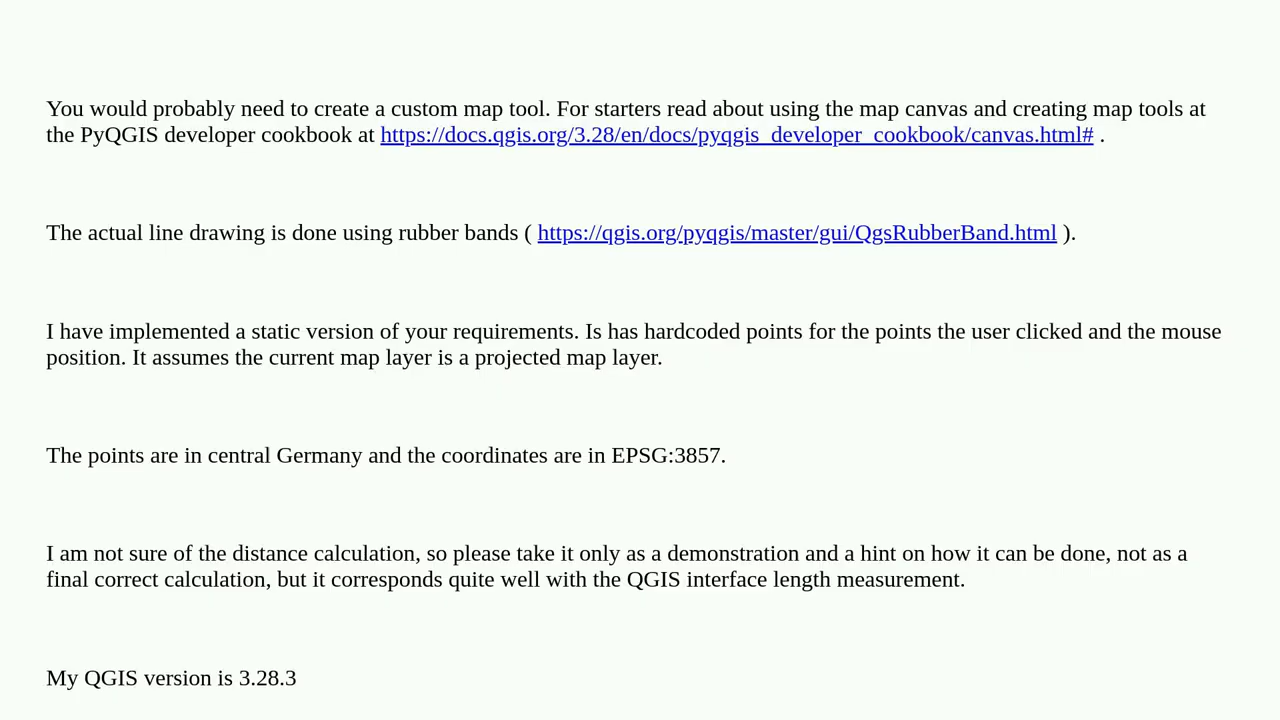 You would probably need to create a custom map tool. For starters read about using the map canvas and creating map tools at
the PyQGIS developer cookbook at https://docs.qgis.org/3.28/en/docs/pyqgis_developer_cookbook/canvas.html# .
The actual line drawing is done using rubber bands ( https://qgis.org/pyqgis/master/gui/QgsRubberBand.html ).
I have implemented a static version of your requirements. Is has hardcoded points for the points the user clicked and the mouse
position. It assumes the current map layer is a projected map layer.
The points are in central Germany and the coordinates are in EPSG:3857.
I am not sure of the distance calculation, so please take it only as a demonstration and a hint on how it can be done, not as a
final correct calculation, but it corresponds quite well with the QGIS interface length measurement.
My QGIS version is 3.28.3